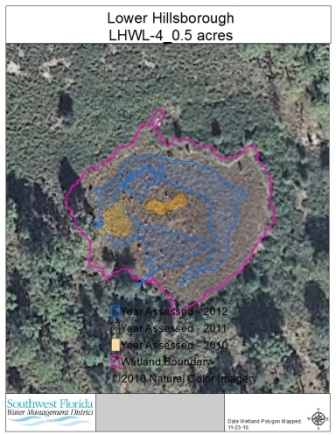 Lower Hillsborough
LHWL-4_0.5 acres
Year Assessed - 2012
Year Assessed - 2011
Year Assessed - 2010
Wetland Boundary
©2010 Natural Color Imagery
Southwest Florida
Water Management District
Date Wetland Polygon Mapped:
11-23-10